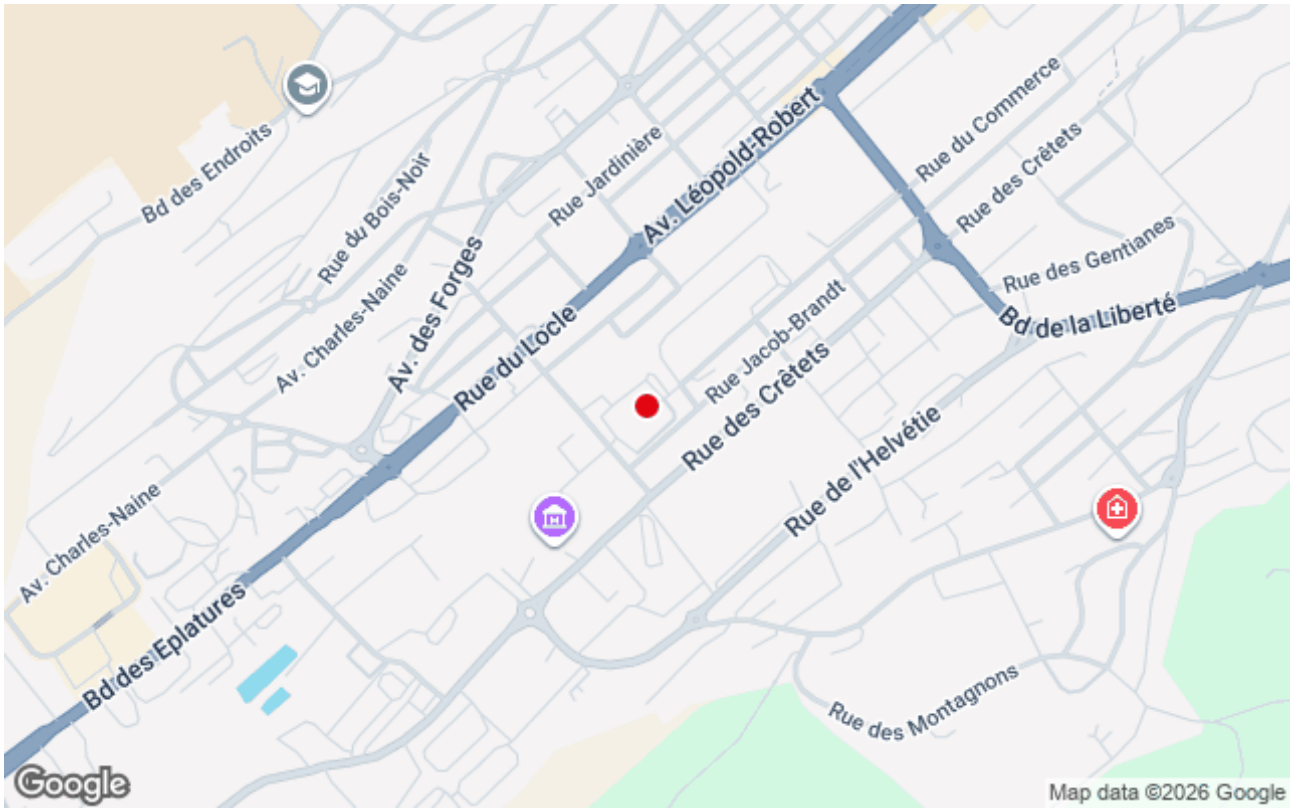 Bd des Endroits
Rue du Bois-Noir
Rue Jardinière
Av. Léopold-Robert
Rue du Commerce
Rue des Crêtets
Rue des Gentianes
Bd de la Liberté
Av. Charles-Naine
Av. des Forges
Rue du Locle
Rue Jacob-Brandt
Rue des Crêtets
Rue de l'Helvétie
Av. Charles-Naine
Bd des Eplatures
Rue des Montagnons
Google
Map data ©2026 Google